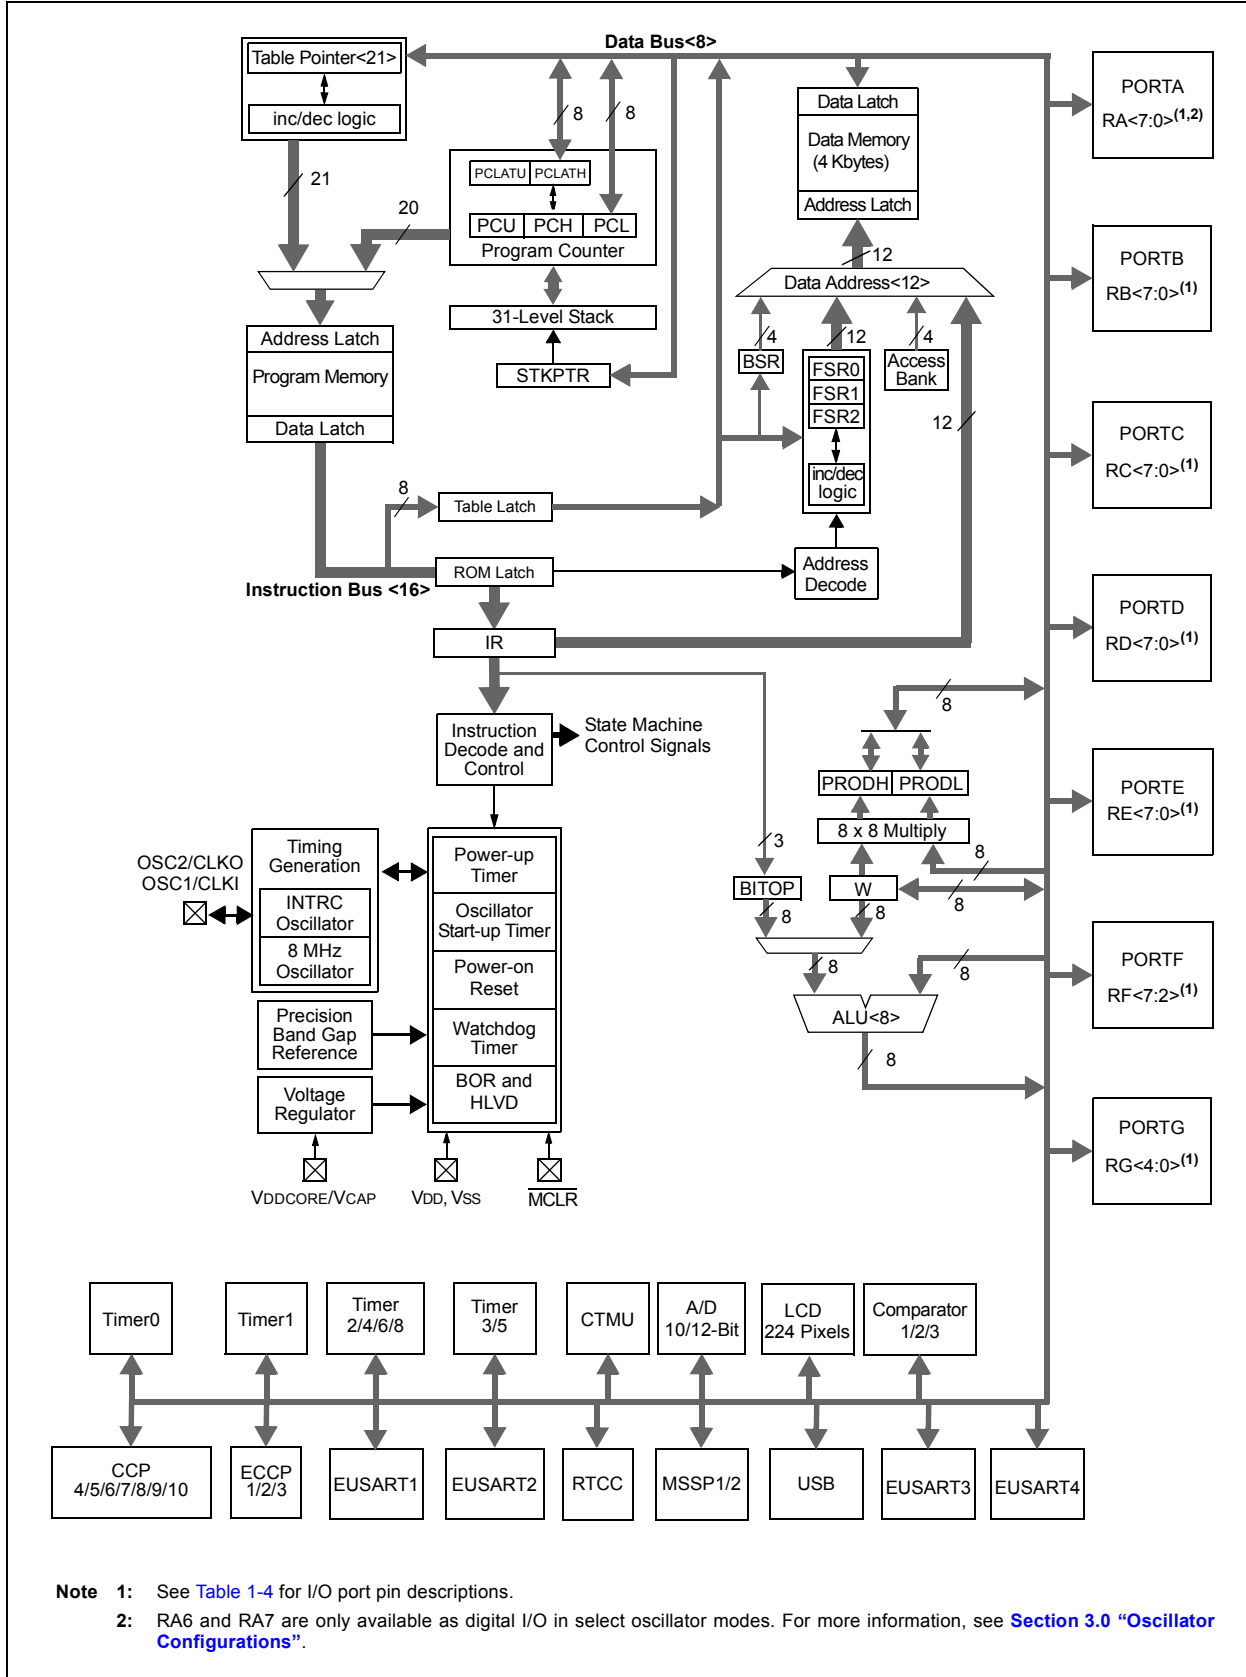 Data Bus<8>
Table Pointer<21>
inc/dec logic
21
20
8
8
PCLATU PCLATH
PCU PCH PCL
Program Counter
31-Level Stack
STKPTR
Address Latch
Program Memory
Data Latch
Data Latch
Data Memory
(4 Kbytes)
Address Latch
12
Data Address<12>
4
12
4
BSR
FSR0
FSR1
FSR2
inc/dec
logic
Access
Bank
12
8
Table Latch
ROM Latch
Instruction Bus <16>
Address
Decode
IR
Instruction
Decode and
Control
State Machine
Control Signals
8
PRODH PRODL
8 x 8 Multiply
3
8
BITOP
W
8
8
8
8
8
ALU<8>
8
OSC2/CLKO
OSC1/CLKI
Timing
Generation
INTRC
Oscillator
8 MHz
Oscillator
Precision
Band Gap
Reference
Voltage
Regulator
Power-up
Timer
Oscillator
Start-up Timer
Power-on
Reset
Watchdog
Timer
BOR and
HLVD
VDDCORE/VCAP
VDD, VSS
MCLR
PORTA
RA<7:0>(1,2)
PORTB
RB<7:0>(1)
PORTC
RC<7:0>(1)
PORTD
RD<7:0>(1)
PORTE
RE<7:0>(1)
PORTF
RF<7:2>(1)
PORTG
RG<4:0>(1)
Timer0
Timer1
Timer
2/4/6/8
Timer
3/5
CTMU
A/D
10/12-Bit
LCD
224 Pixels
Comparator
1/2/3
CCP
4/5/6/7/8/9/10
ECCP
1/2/3
EUSART1
EUSART2
RTCC
MSSP1/2
USB
EUSART3
EUSART4
Note 1: See Table 1-4 for I/O port pin descriptions.
2: RA6 and RA7 are only available as digital I/O in select oscillator modes. For more information, see Section 3.0 “Oscillator
Configurations”.